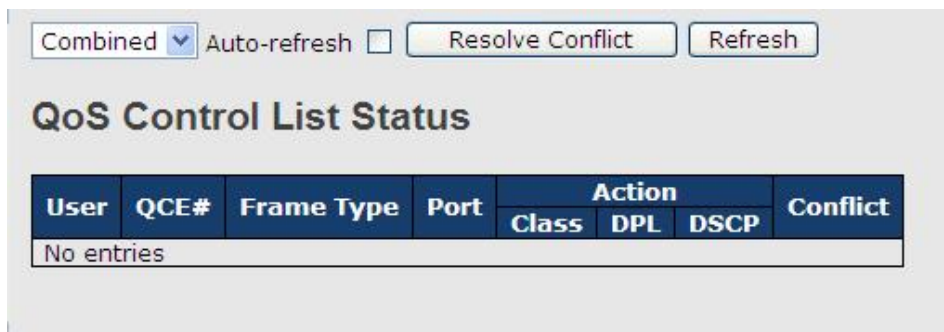 Combined Auto-refresh Resolve Conflict Refresh
QoS Control List Status
User QCE# Frame Type Port Action Conflict
Class DPL DSCP
No entries